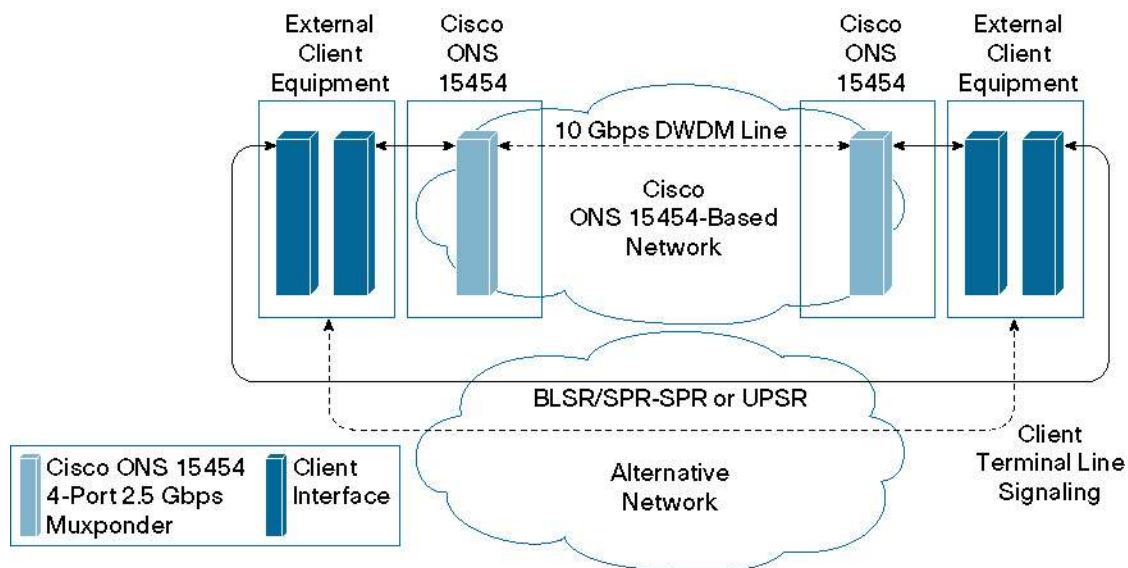 External
Client
Equipment
Cisco
ONS
15454
Cisco
ONS
15454
External
Client
Equipment
10 Gbps DWDM Line
Cisco
ONS 15454-Based
Network
BLSR/SPR-SPR or UPSR
Alternative
Network
Client
Terminal Line
Signaling
Cisco ONS 15454
4-Port 2.5 Gbps
Muxponder
Client
Interface